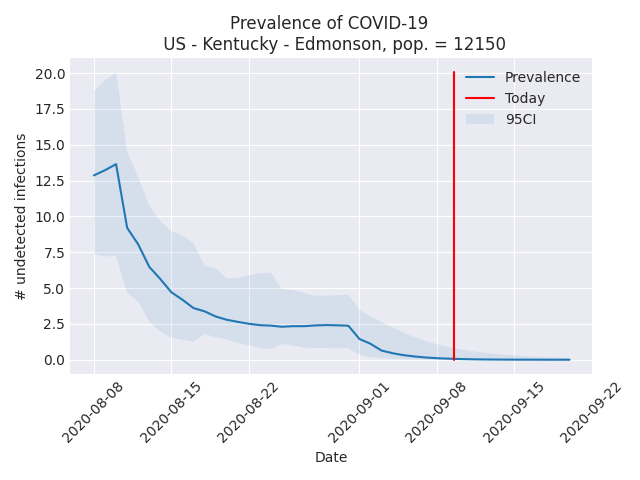 Prevalence of COVID-19
US - Kentucky - Edmonson, pop. = 12150
20.0
17.5
15.0
12.5
10.0
7.5
5.0
2.5
0.0
# undetected infections
Prevalence
Today
95CI
2020-08-08
2020-08-15
2020-08-22
2020-09-01
2020-09-08
2020-09-15
2020-09-22
Date